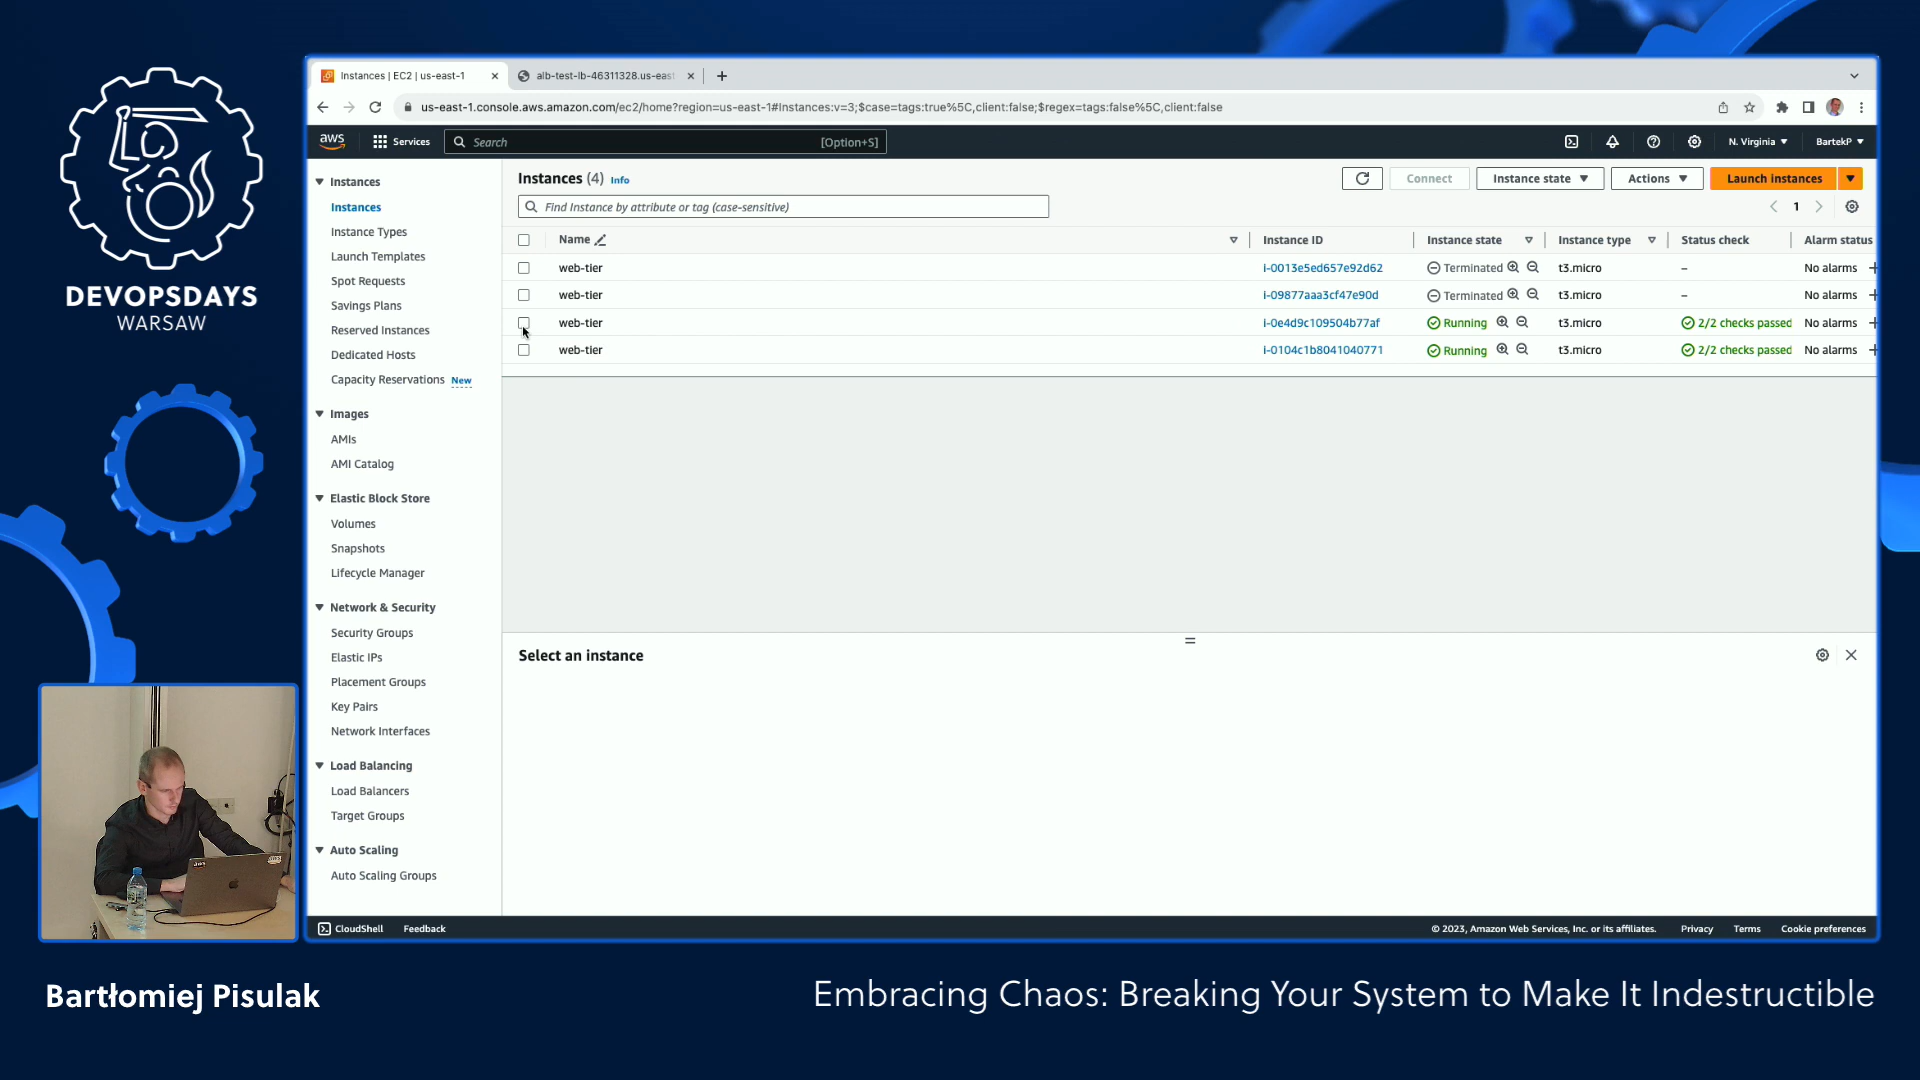 DEVOPSDAYS
WARSAW
Instances | EC2 | us-east-1
alb-test-lb-46311328.us-east
us-east-1.console.aws.amazon.com/ec2/home?region=us-east-1#Instances:v=3;$case=tags:true%5C,client:false;$regex=tags:false%5C,client:false
aws
Services
Search
[Option+S]
N. Virginia
BartekP
Instances
Instances
Instance Types
Launch Templates
Spot Requests
Savings Plans
Reserved Instances
Dedicated Hosts
Capacity Reservations New
Images
AMIs
AMI Catalog
Elastic Block Store
Volumes
Snapshots
Lifecycle Manager
Network & Security
Security Groups
Elastic IPs
Placement Groups
Key Pairs
Network Interfaces
Load Balancing
Load Balancers
Target Groups
Auto Scaling
Auto Scaling Groups
Instances (4) Info
Connect
Instance state
Actions
Launch instances
Find Instance by attribute or tag (case-sensitive)
1
Name Instance ID Instance state Instance type Status check Alarm status
web-tier i-0013e5ed657e92d62 Terminated t3.micro – No alarms
web-tier i-09877aaa3cf47e90d Terminated t3.micro – No alarms
web-tier i-0e4d9c109504b77af Running t3.micro 2/2 checks passed No alarms
web-tier i-0104c1b8041040771 Running t3.micro 2/2 checks passed No alarms
Select an instance
CloudShell
Feedback
© 2023, Amazon Web Services, Inc. or its affiliates.
Privacy
Terms
Cookie preferences
Bartłomiej Pisulak
Embracing Chaos: Breaking Your System to Make It Indestructible